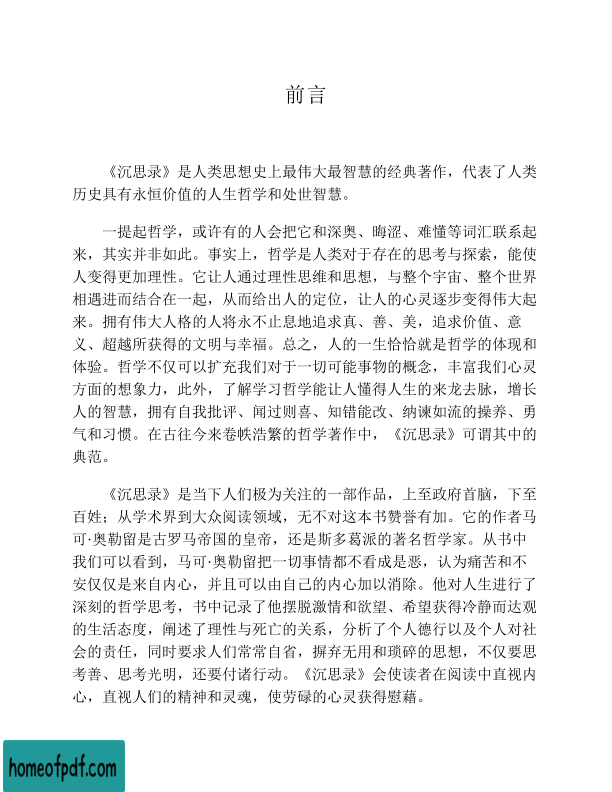 前言
《沉思录》是人类思想史上最伟大最智慧的经典著作，代表了人类
历史具有永恒价值的人生哲学和处世智慧。
一提起哲学，或许有的人会把它和深奥、晦涩、难懂等词汇联系起
来，其实并非如此。事实上，哲学是人类对于存在的思考与探索，能使
人变得更加理性。它让人通过理性思维和思想，与整个宇宙、整个世界
相遇进而结合在一起，从而给出人的定位，让人的心灵逐步变得伟大起
来。拥有伟大人格的人将永不止息地追求真、善、美，追求价值、意
义、超越所获得的文明与幸福。总之，人的一生恰恰就是哲学的体现和
体验。哲学不仅可以扩充我们对于一切可能事物的概念，丰富我们心灵
方面的想象力，此外，了解学习哲学能让人懂得人生的来龙去脉，增长
人的智慧，拥有自我批评、闻过则喜、知错能改、纳谏如流的操养、勇
气和习惯。在古往今来卷帙浩繁的哲学著作中，《沉思录》可谓其中的
典范。
《沉思录》是当下人们极为关注的一部作品，上至政府首脑，下至
百姓；从学术界到大众阅读领域，无不对这本书赞誉有加。它的作者马
可·奥勒留是古罗马帝国的皇帝，还是斯多葛派的著名哲学家。从书中
我们可以看到，马可·奥勒留把一切事情都不看成是恶，认为痛苦和不
安仅仅是来自内心，并且可以由自己的内心加以消除。他对人生进行了
深刻的哲学思考，书中记录了他摆脱激情和欲望、希望获得冷静而达观
的生活态度，阐述了理性与死亡的关系，分析了个人德行以及个人对社
会的责任，同时要求人们常常自省，摒弃无用和琐碎的思想，不仅要思
考善、思考光明，还要付诸行动。《沉思录》会使读者在阅读中直视内
心，直视人们的精神和灵魂，使劳碌的心灵获得慰藉。
homeofpdf.com